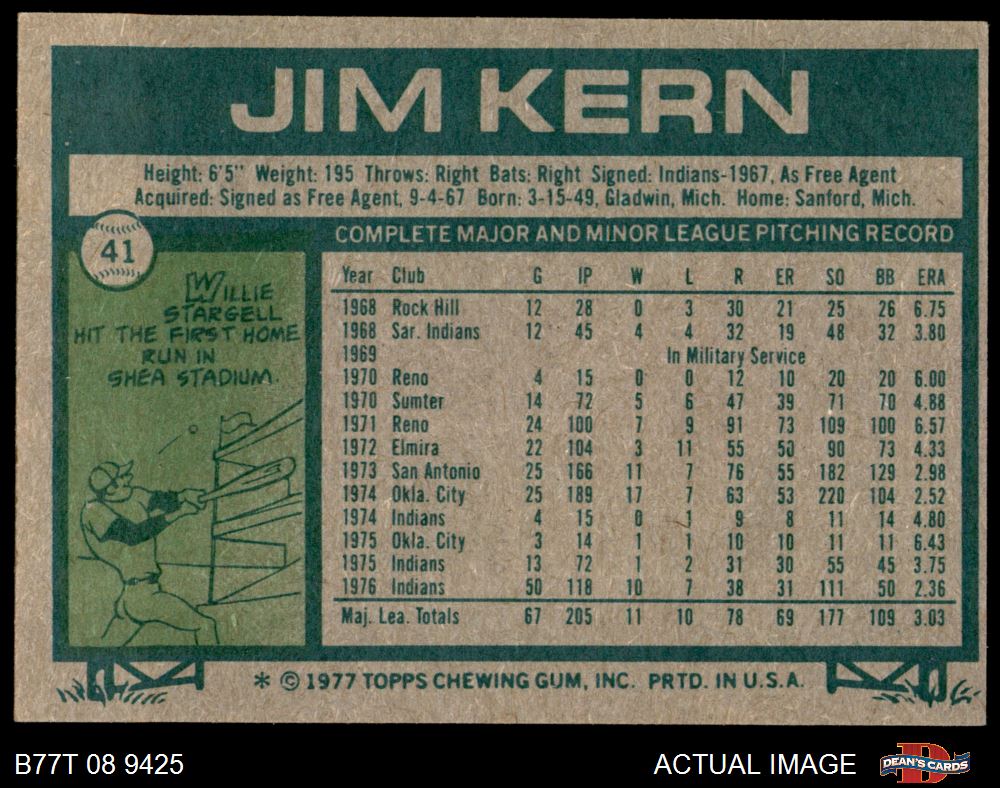 JIM KERN
Height: 6'5" Weight: 195 Throws: Right Bats: Right Signed: Indians-1967, As Free Agent
Acquired: Signed as Free Agent, 9-4-67 Born: 3-15-49, Gladwin, Mich. Home: Sanford, Mich.
41
WILLIE
STARGELL
HIT THE FIRST HOME
RUN IN
SHEA STADIUM.
COMPLETE MAJOR AND MINOR LEAGUE PITCHING RECORD
Year Club G IP W L R ER SO BB ERA
1968 Rock Hill 12 28 0 3 30 21 25 26 6.75
1968 Sar. Indians 12 45 4 4 32 19 48 32 3.80
1969 In Military Service
1970 Reno 4 15 0 0 12 10 20 20 6.00
1970 Sumter 14 72 5 6 47 39 71 70 4.88
1971 Reno 24 100 7 9 91 73 109 100 6.57
1972 Elmira 22 104 3 11 55 50 90 73 4.33
1973 San Antonio 25 166 11 7 76 55 182 129 2.98
1974 Okla. City 25 189 17 7 63 53 220 104 2.52
1974 Indians 4 15 0 1 9 8 11 14 4.80
1975 Okla. City 3 14 1 1 10 10 11 11 6.43
1975 Indians 13 72 1 2 31 30 55 45 3.75
1976 Indians 50 118 10 7 38 31 111 50 2.36
Maj. Lea. Totals 67 205 11 10 78 69 177 109 3.03
* © 1977 TOPPS CHEWING GUM, INC. PRTD. IN U.S.A.
B77T 08 9425
ACTUAL IMAGE
D
DEAN'S CARDS